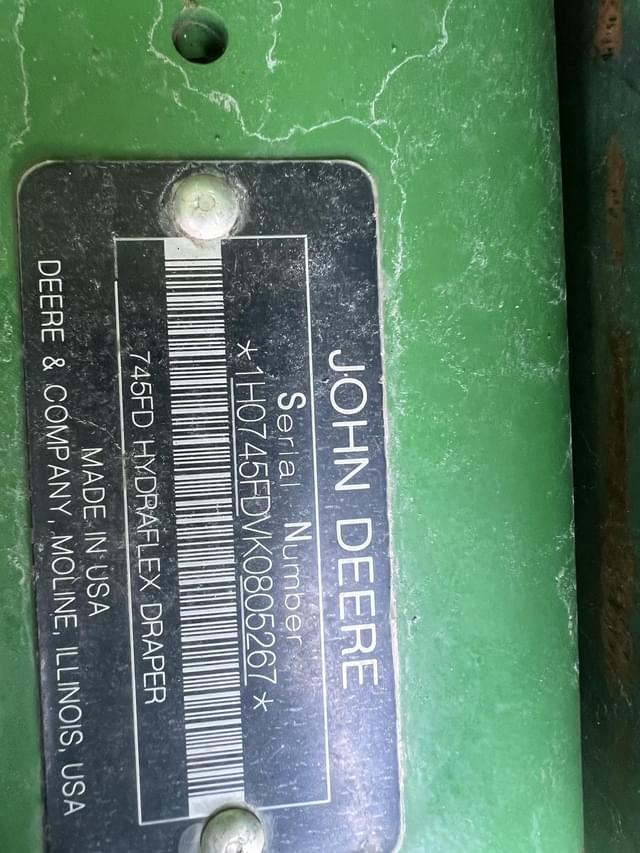 JOHN DEERE
Serial Number
*1H0745FDVK0805267*
745FD HYDRAFLEX DRAPER
MADE IN USA
DEERE & COMPANY, MOLINE, ILLINOIS, USA